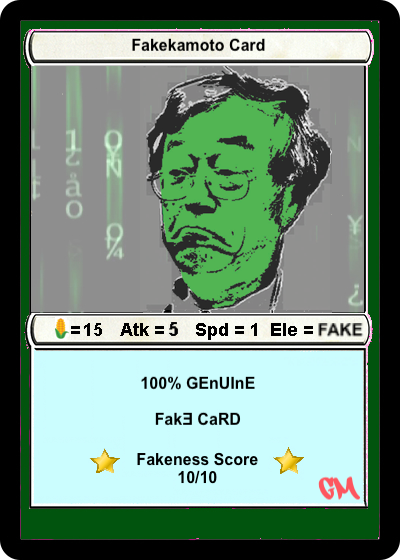 Fakekamoto Card
🌽=15 Atk = 5 Spd = 1 Ele = FAKE
100% GEnUInE
FakƎ CaRD
Fakeness Score
10/10
GM